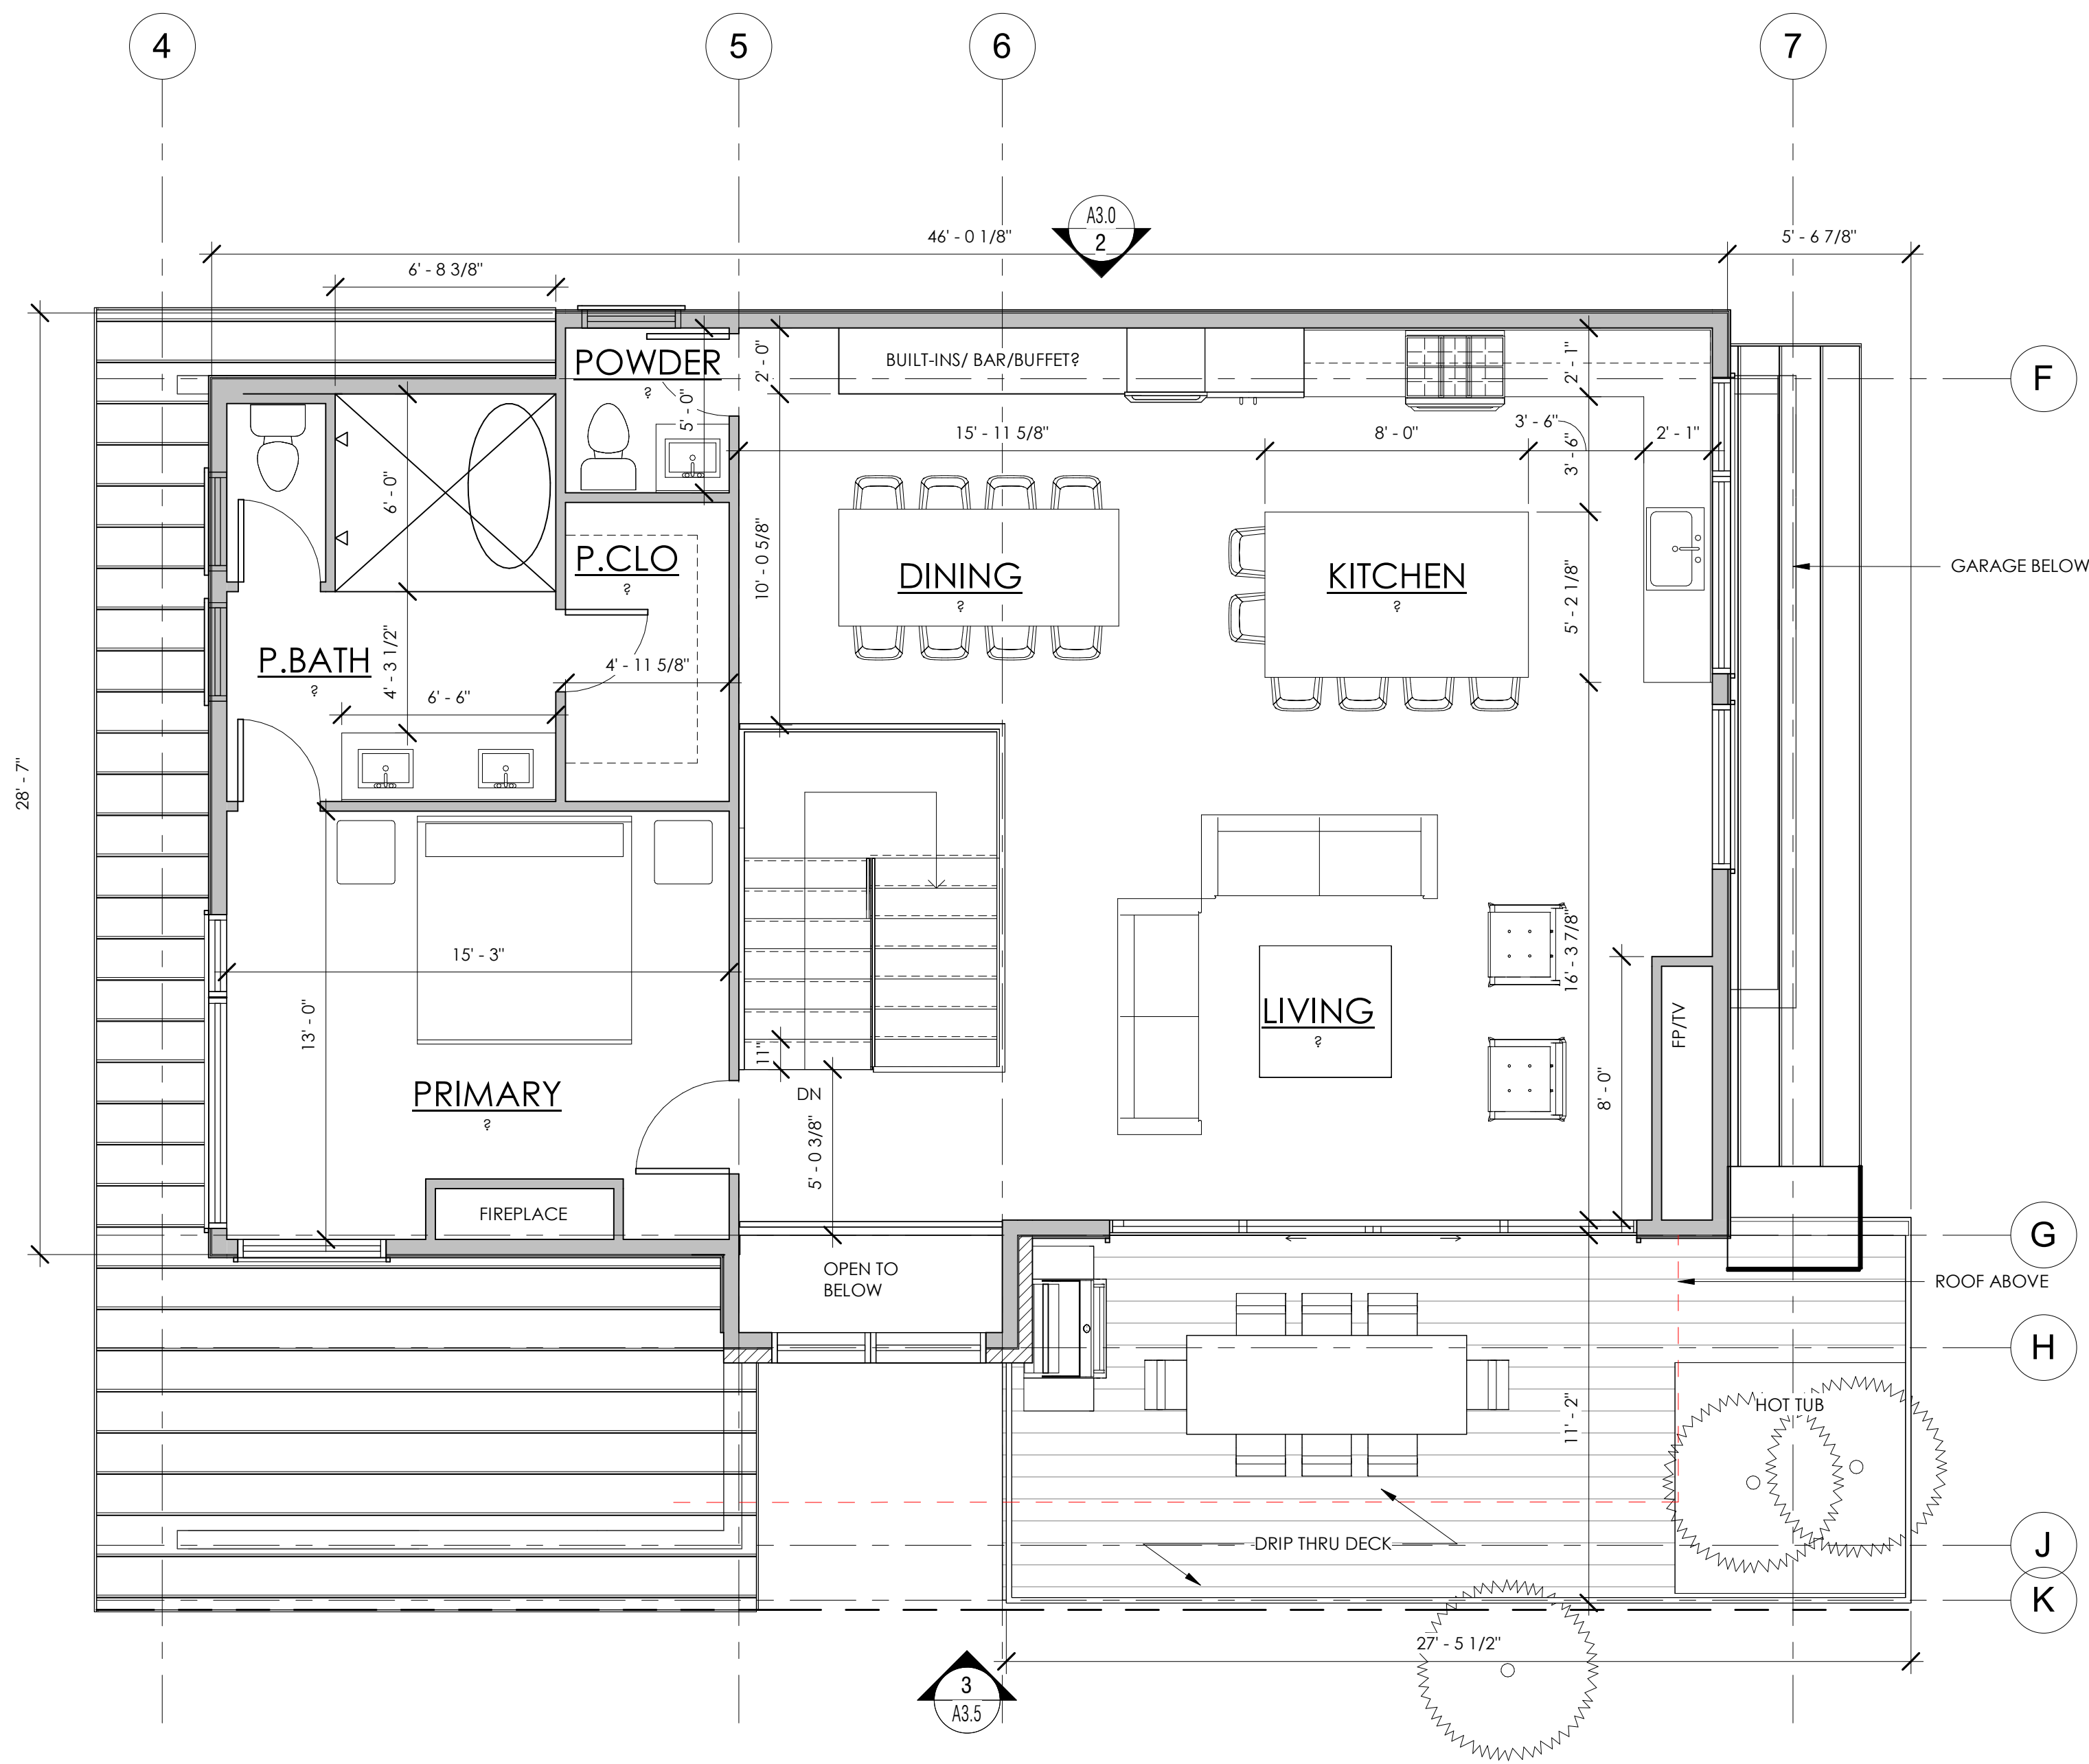 4
5
6
7
A3.0
2
46' - 0 1/8"
5' - 6 7/8"
6' - 8 3/8"
POWDER
?
5' - 0"
2' - 0"
BUILT-INS/ BAR/BUFFET?
2' - 1"
F
15' - 11 5/8"
8' - 0"
3' - 6"
3' - 6"
2' - 1"
6' - 0"
P.CLO
?
10' - 0 5/8"
DINING
?
KITCHEN
?
5' - 2 1/8"
GARAGE BELOW
P.BATH
?
4' - 3 1/2"
4' - 11 5/8"
6' - 6"
28' - 7"
15' - 3"
13' - 0"
16' - 3 7/8"
LIVING
?
FP/TV
11"
PRIMARY
?
DN
8' - 0"
5' - 0 3/8"
FIREPLACE
G
OPEN TO
BELOW
ROOF ABOVE
H
HOT TUB
11' - 2"
DRIP THRU DECK
J
K
27' - 5 1/2"
3
A3.5